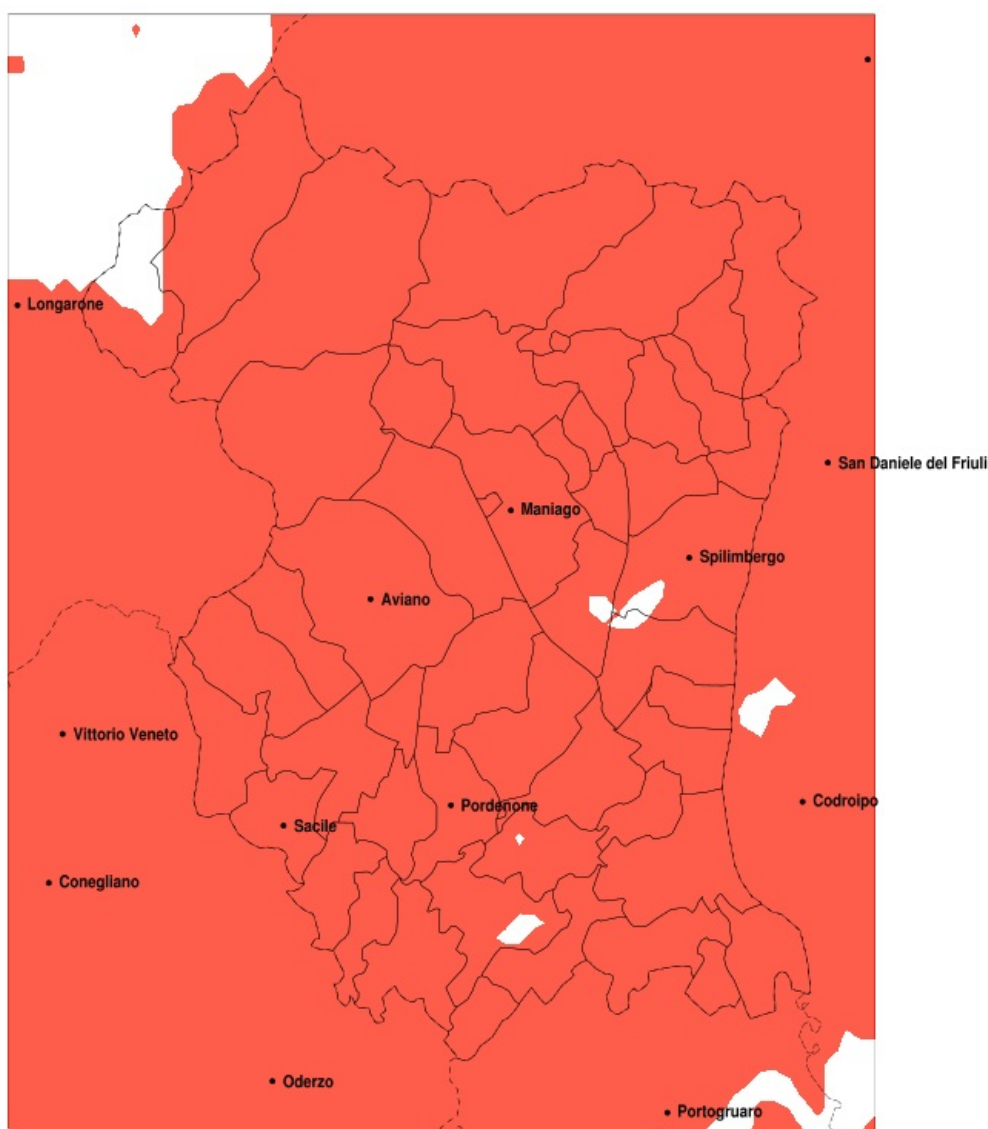 Longarone
San Daniele del Friuli
Maniago
Spilimbergo
Aviano
Vittorio Veneto
Codroipo
Pordenone
Sacile
Conegliano
Oderzo
Portogruaro